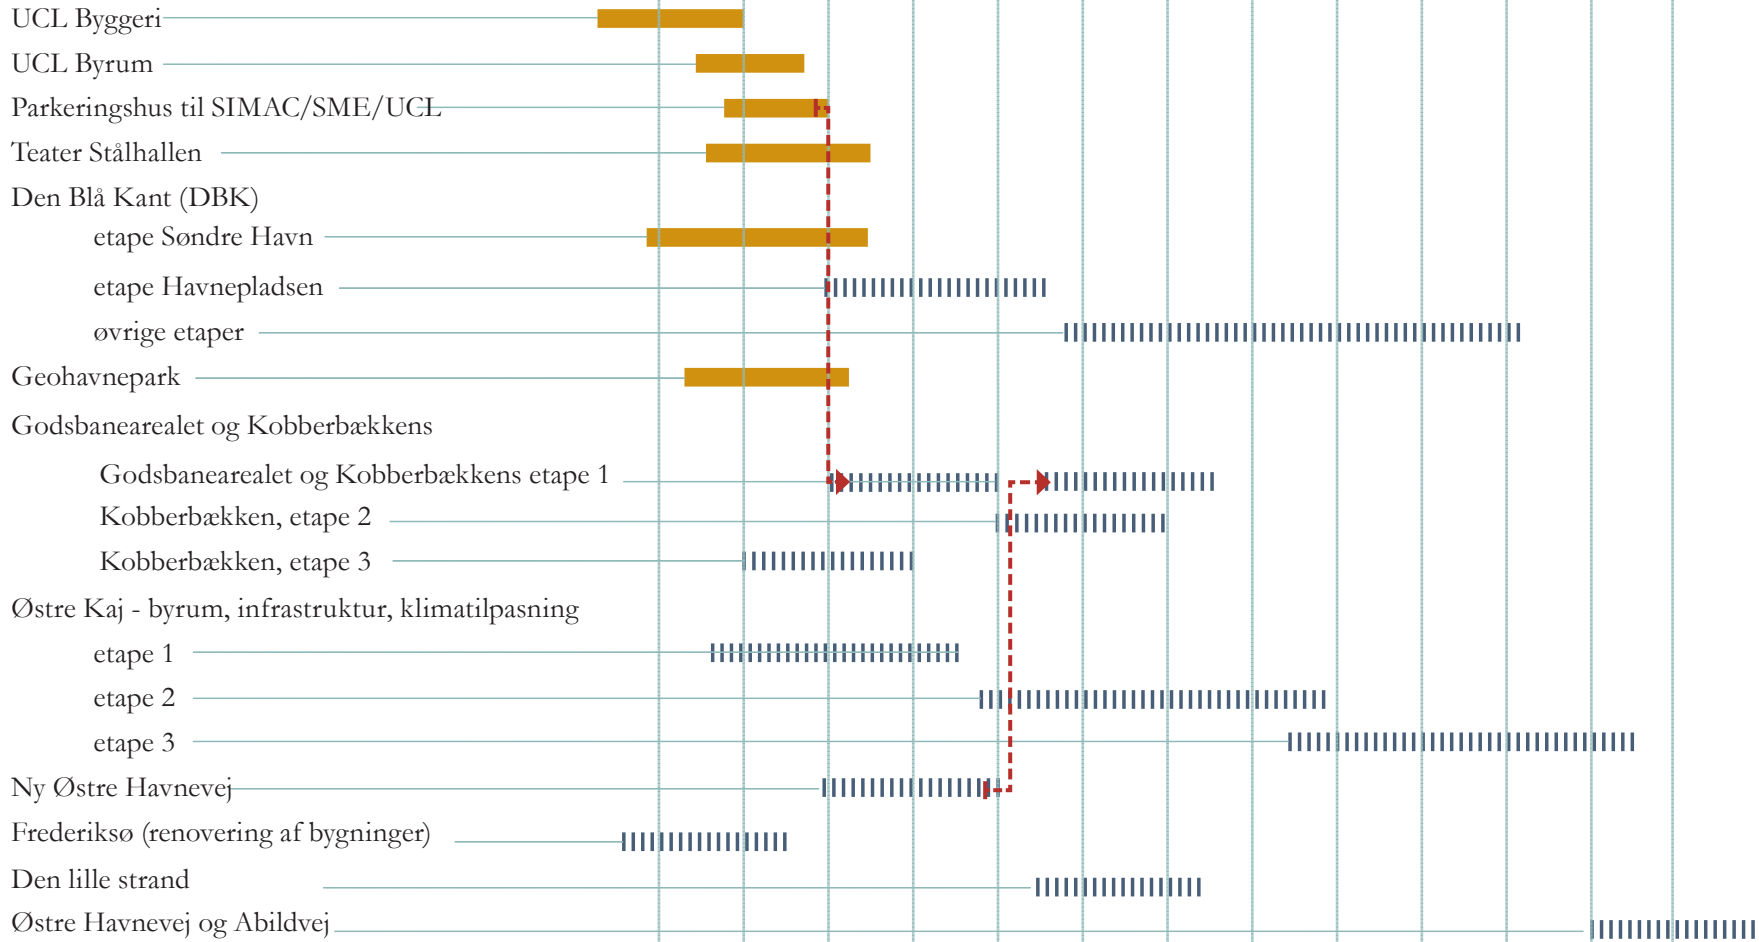 UCL Byggeri
UCL Byrum
Parkeringshus til SIMAC/SME/UCL
Teater Stålhallen
Den Blå Kant (DBK)
etape Søndre Havn
etape Havnepladsen
øvrige etaper
Geohavnepark
Godsbanearealet og Kobberbækkens
Godsbanearealet og Kobberbækkens etape 1
Kobberbækken, etape 2
Kobberbækken, etape 3
Østre Kaj - byrum, infrastruktur, klimatilpasning
etape 1
etape 2
etape 3
Ny Østre Havnevej
Frederiksø (renovering af bygninger)
Den lille strand
Østre Havnevej og Abildvej